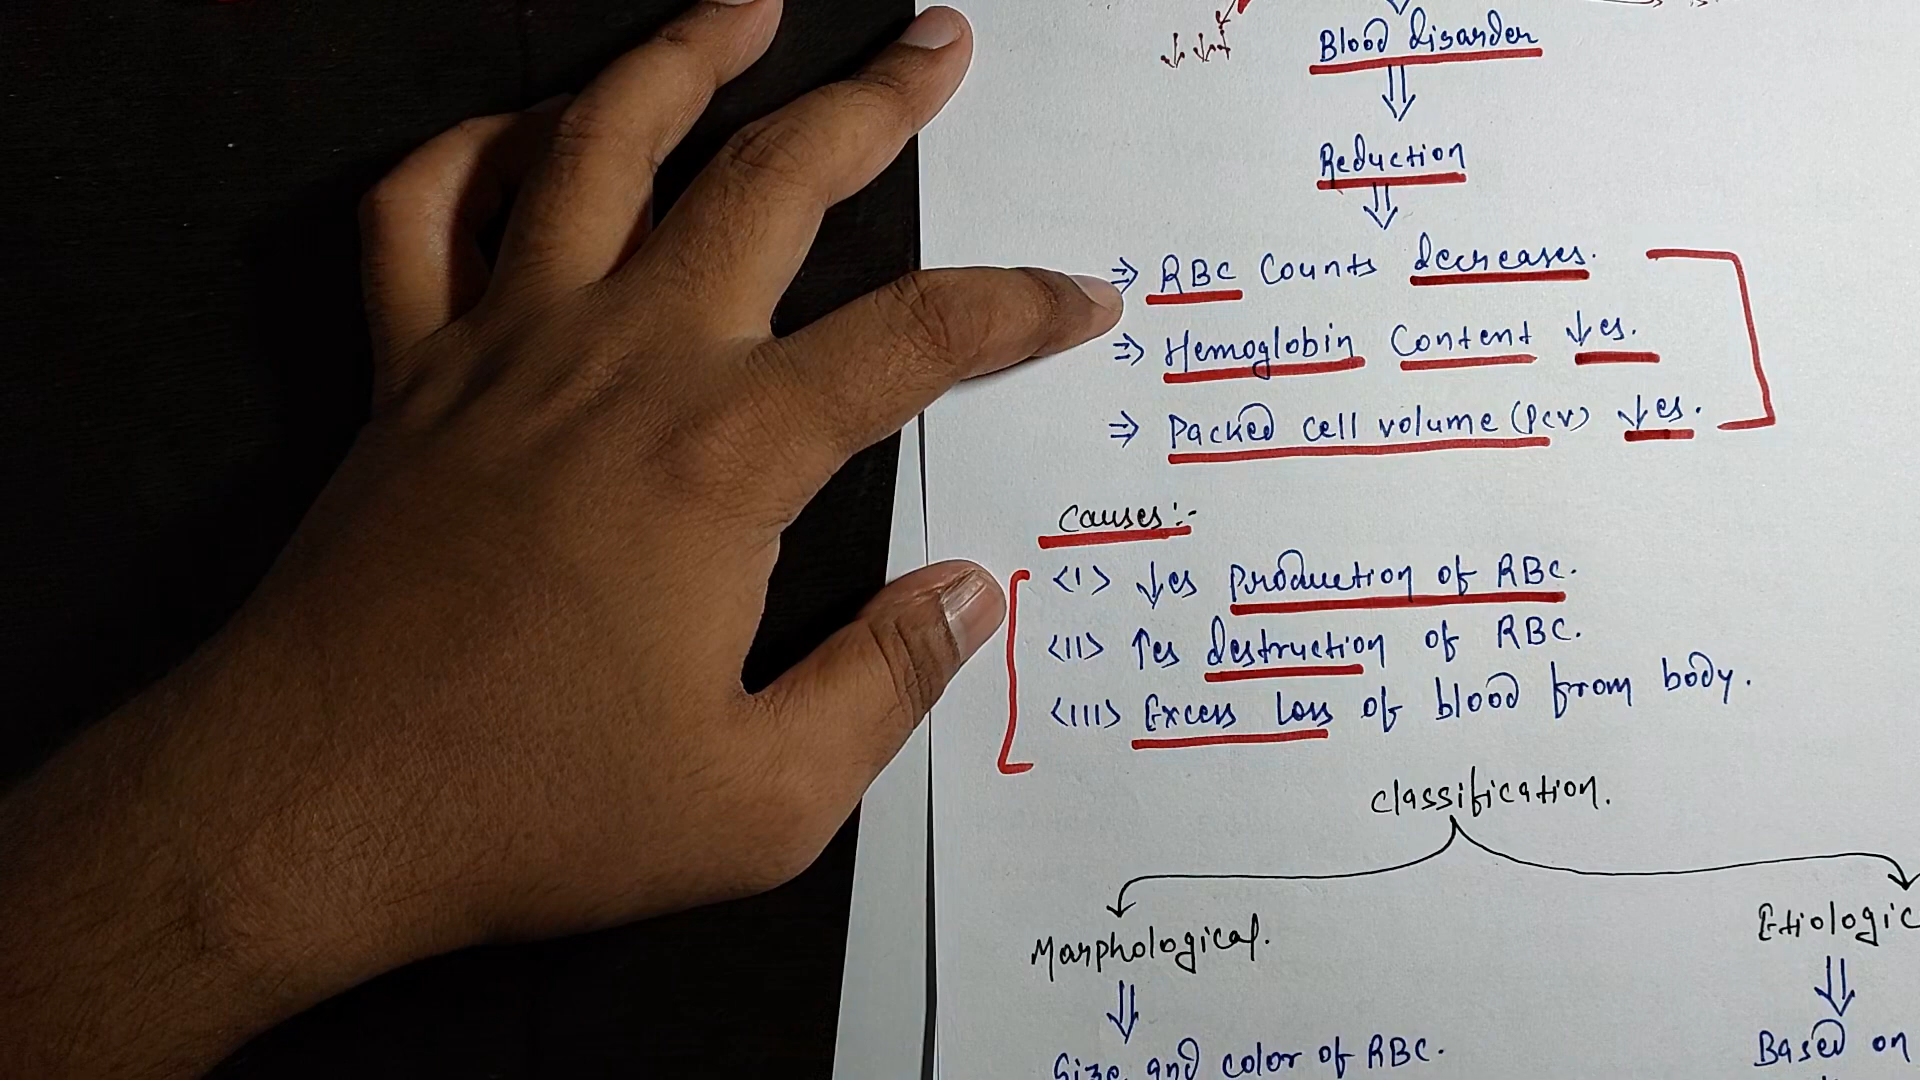 Blood disorder
⇓
Reduction
⇓
⇒ RBC Counts decreases.
⇒ Hemoglobin Content ↓es.
⇒ Packed cell volume (PCV) ↓es.
Causes:-
<I> ↓es Production of RBC.
<II> ↑es destruction of RBC.
<III> Excess Loss of blood from body.
Classification.
Morphological.
Etiologic
⇓
⇓
Size and color of RBC.
Based on